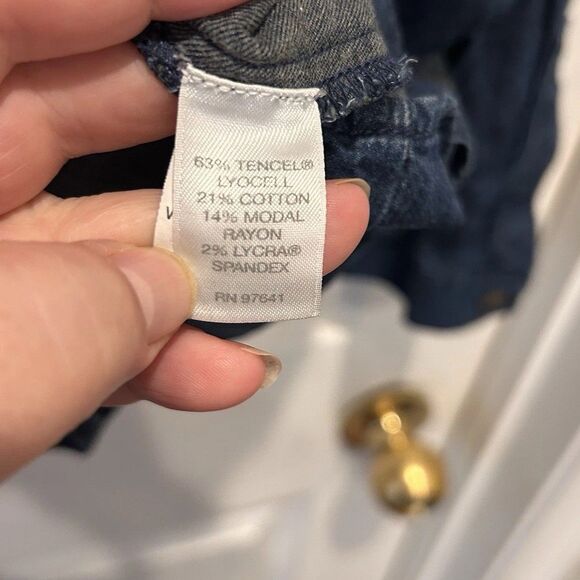 63% TENCEL®
LYOCELL
21% COTTON
14% MODAL
RAYON
2% LYCRA®
SPANDEX
RN 97641